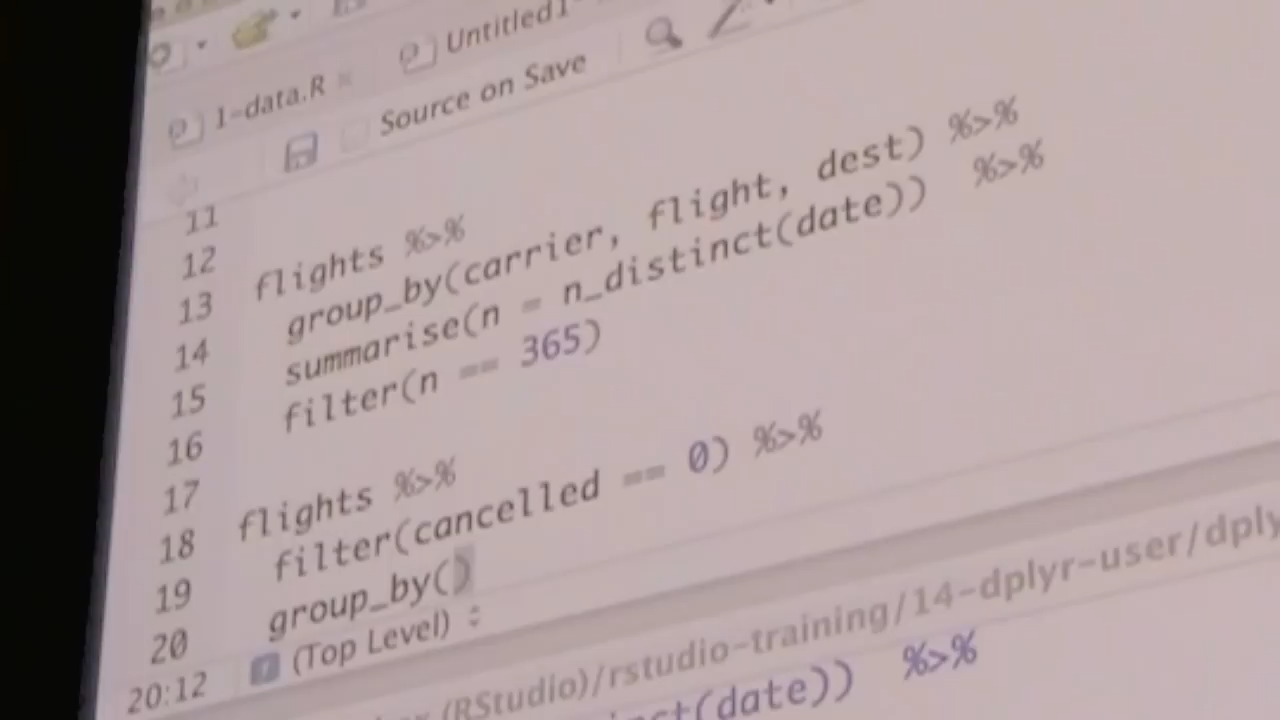 Untitled1
1-data.R
Source on Save
11
12
13 flights %>%
14 group_by(carrier, flight, dest) %>%
15 summarise(n = n_distinct(date)) %>%
16 filter(n == 365)
17
18 flights %>%
19 filter(cancelled == 0) %>%
20 group_by()
20:12 (Top Level)
(RStudio)/rstudio-training/14-dplyr-user/dply
nct(date)) %>%